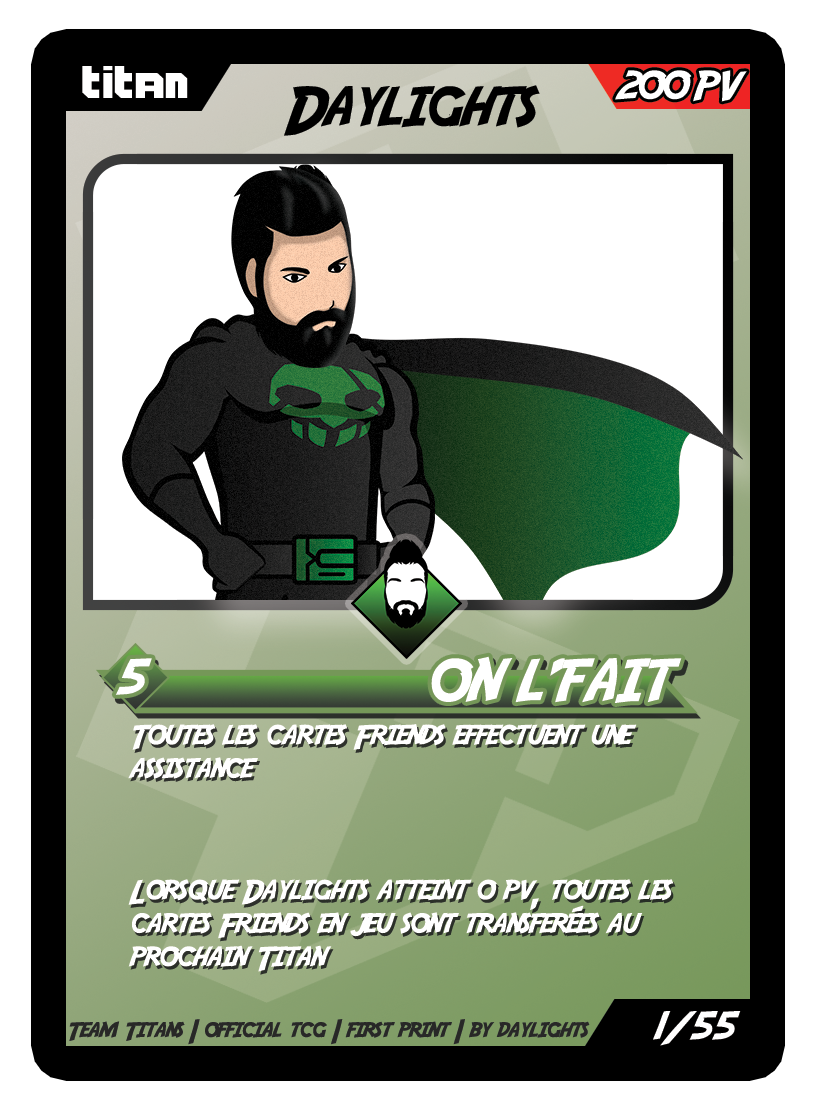 titan
DAYLIGHTS
200 PV
5
ON L'FAIT
TOUTES LES CARTES FRIENDS EFFECTUENT UNE
ASSISTANCE
LORSQUE DAYLIGHTS ATTEINT 0 PV, TOUTES LES
CARTES FRIENDS EN JEU SONT TRANSFERÉES AU
PROCHAIN TITAN
TEAM TITANS | OFFICIAL TCG | FIRST PRINT | BY DAYLIGHTS
1/55